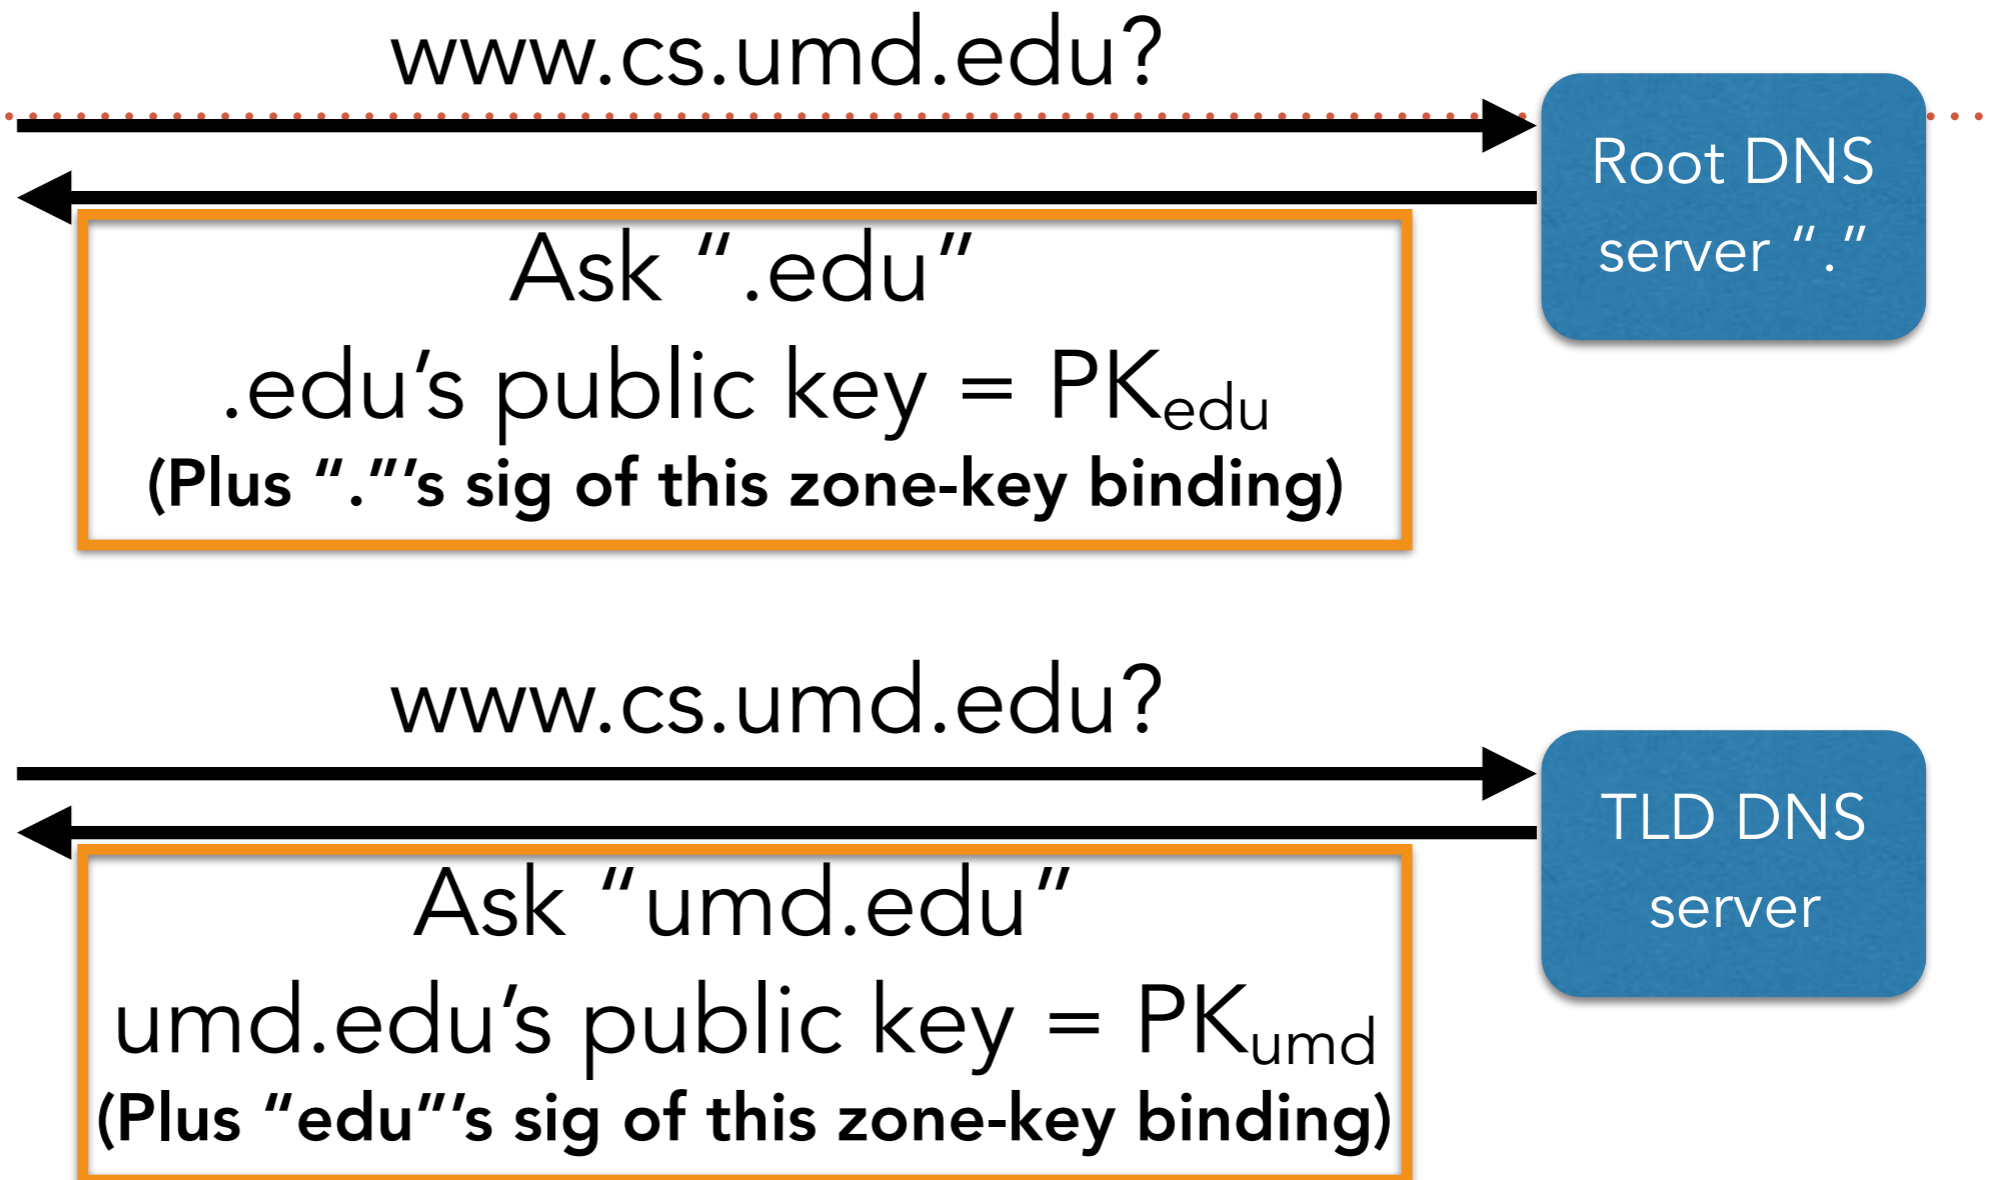 www.cs.umd.edu?
Root DNS
server “.”
Ask “.edu”
.edu’s public key = PKedu
(Plus “.”’s sig of this zone-key binding)
www.cs.umd.edu?
TLD DNS
server
Ask “umd.edu”
umd.edu’s public key = PKumd
(Plus “edu”’s sig of this zone-key binding)